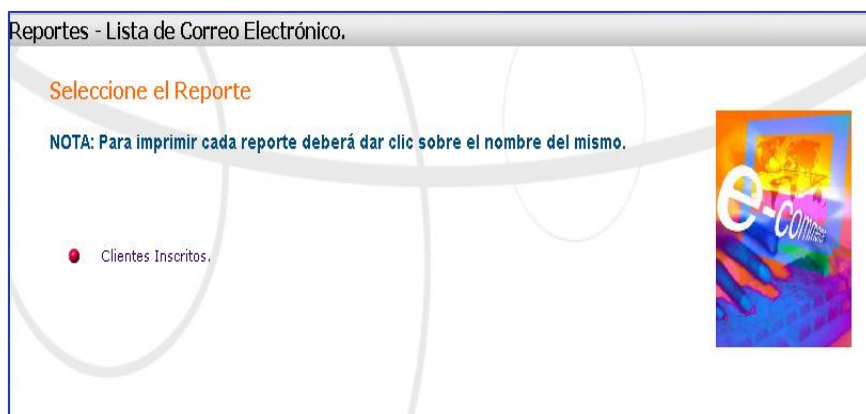 Reportes - Lista de Correo Electrónico.
Seleccione el Reporte
NOTA: Para imprimir cada reporte deberá dar clic sobre el nombre del mismo.
e-commerce
Clientes Inscritos.